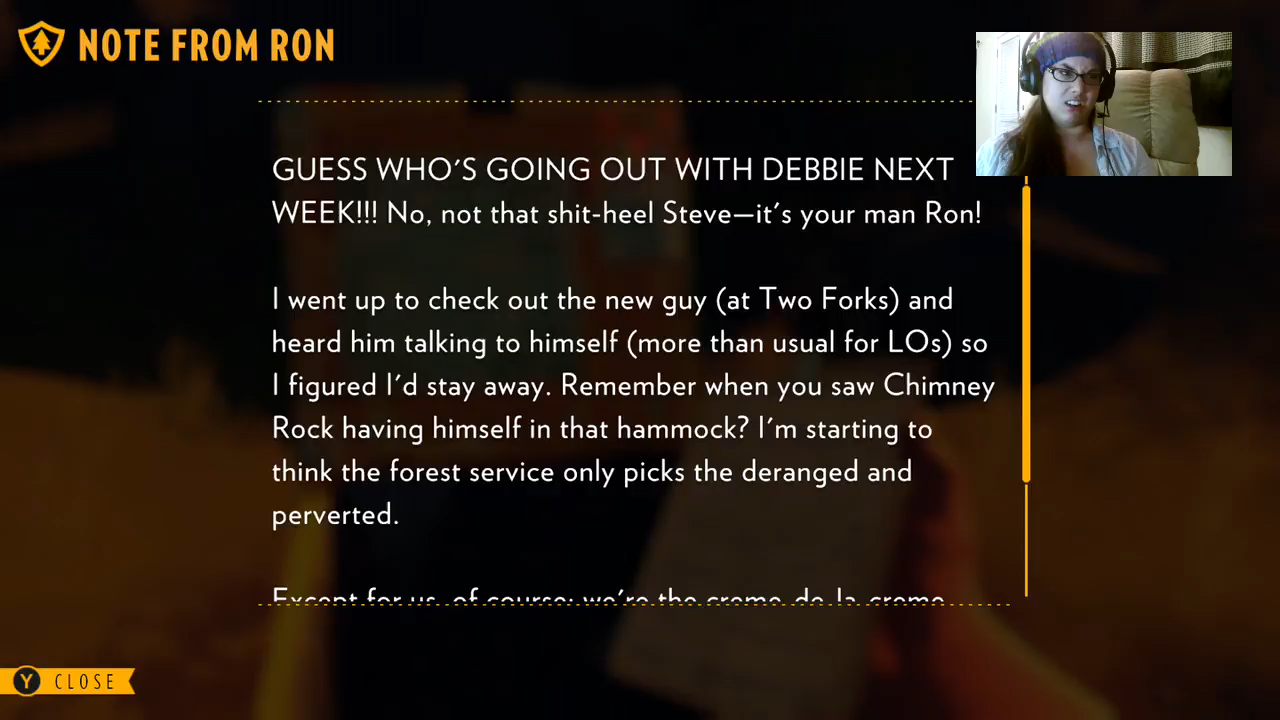 NOTE FROM RON
GUESS WHO'S GOING OUT WITH DEBBIE NEXT
WEEK!!! No, not that shit-heel Steve—it's your man Ron!
I went up to check out the new guy (at Two Forks) and
heard him talking to himself (more than usual for LOs) so
I figured I'd stay away. Remember when you saw Chimney
Rock having himself in that hammock? I'm starting to
think the forest service only picks the deranged and
perverted.
Except for us, of course; we're the creme-de-la-creme
Y CLOSE